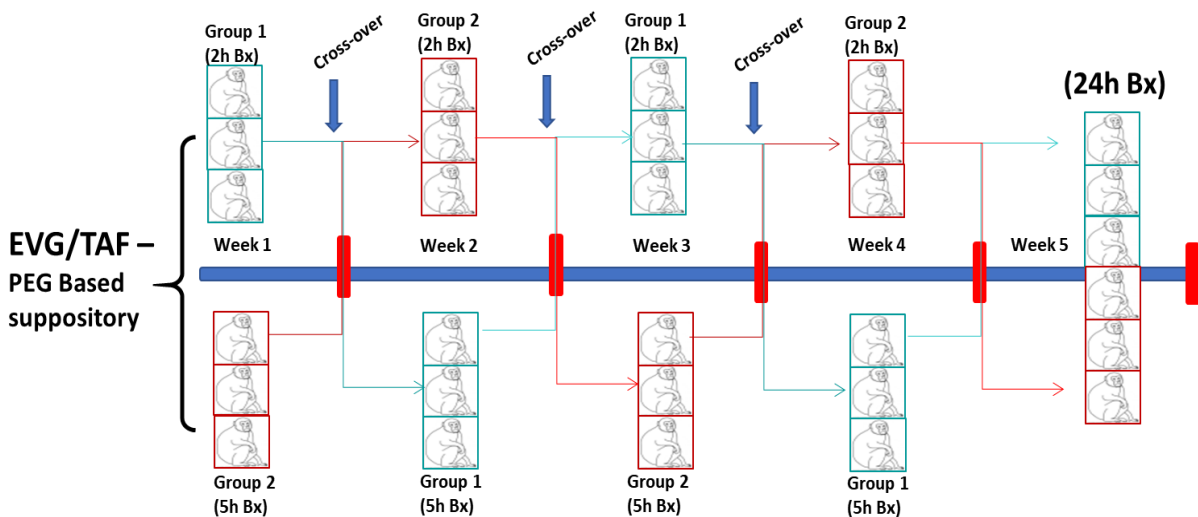 Group 1
(2h Bx)
Cross-over
Group 2
(2h Bx)
Cross-over
Group 1
(2h Bx)
Cross-over
Group 2
(2h Bx)
(24h Bx)
EVG/TAF –
PEG Based
suppository
Week 1
Week 2
Week 3
Week 4
Week 5
Group 2
(5h Bx)
Group 1
(5h Bx)
Group 2
(5h Bx)
Group 1
(5h Bx)